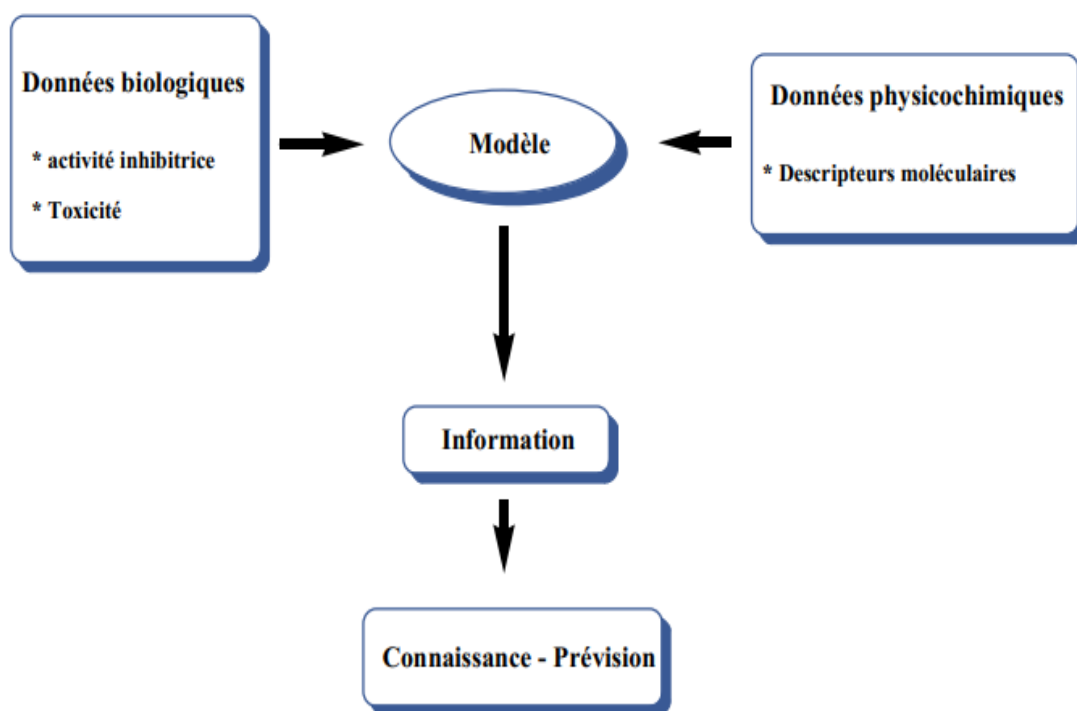 Données biologiques
* activité inhibitrice
* Toxicité
Modèle
Données physicochimiques
* Descripteurs moléculaires
Information
Connaissance - Prévision